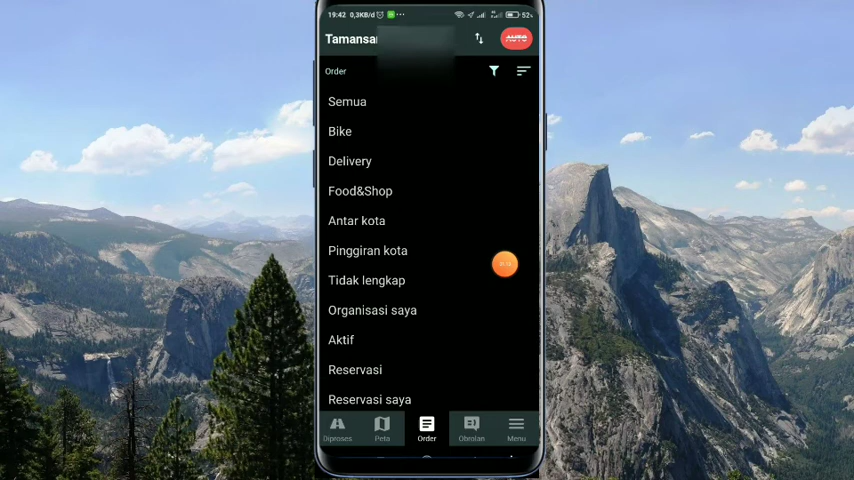 19:42 0,3KB/d 52%
Tamansar
AUTO
Order
Semua
Bike
Delivery
Food&Shop
Antar kota
Pinggiran kota
Tidak lengkap
Organisasi saya
Aktif
Reservasi
Reservasi saya
Diproses Peta Order Obrolan Menu